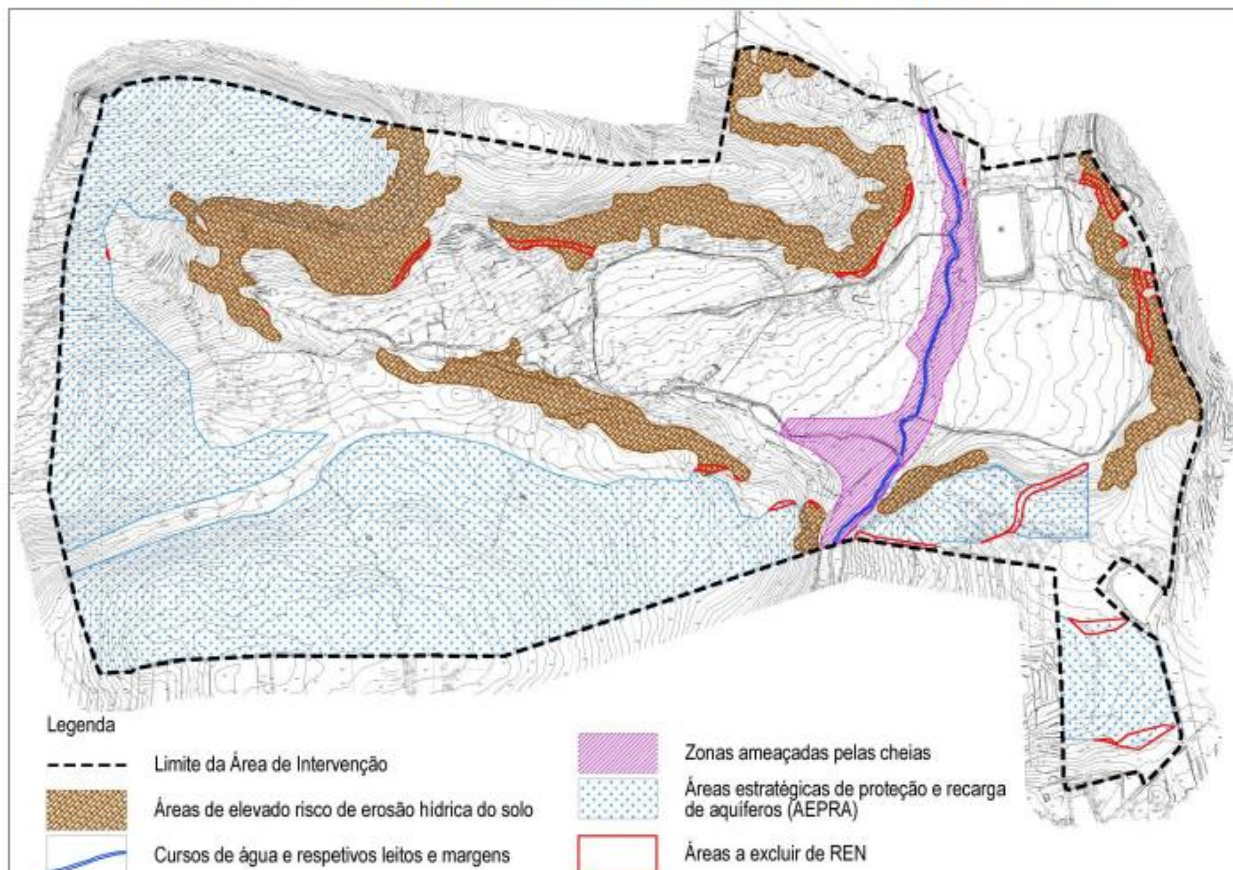 Legenda
Limite da Área de Intervenção
Áreas de elevado risco de erosão hídrica do solo
Cursos de água e respetivos leitos e margens
Zonas ameaçadas pelas cheias
Áreas estratégicas de proteção e recarga
de aquíferos (AEPRA)
Áreas a excluir de REN